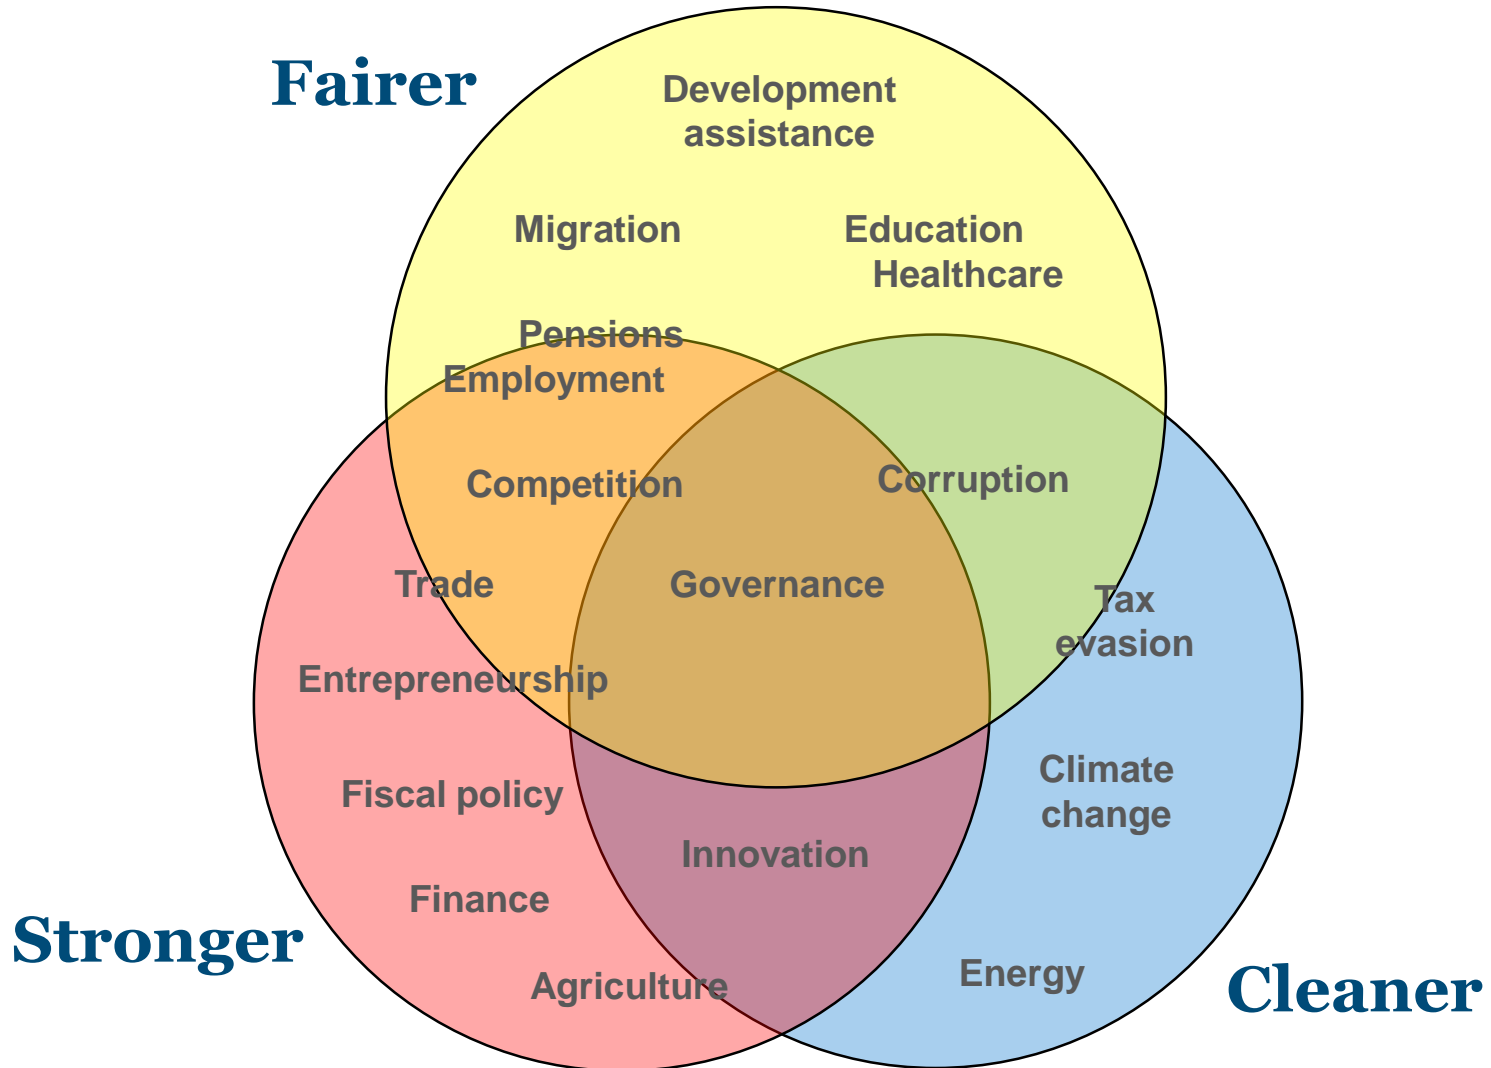 Fairer
Development
assistance
Migration
Education
Healthcare
Pensions
Employment
Competition
Corruption
Trade
Governance
Tax
evasion
Entrepreneurship
Climate
change
Fiscal policy
Innovation
Finance
Stronger
Agriculture
Energy
Cleaner